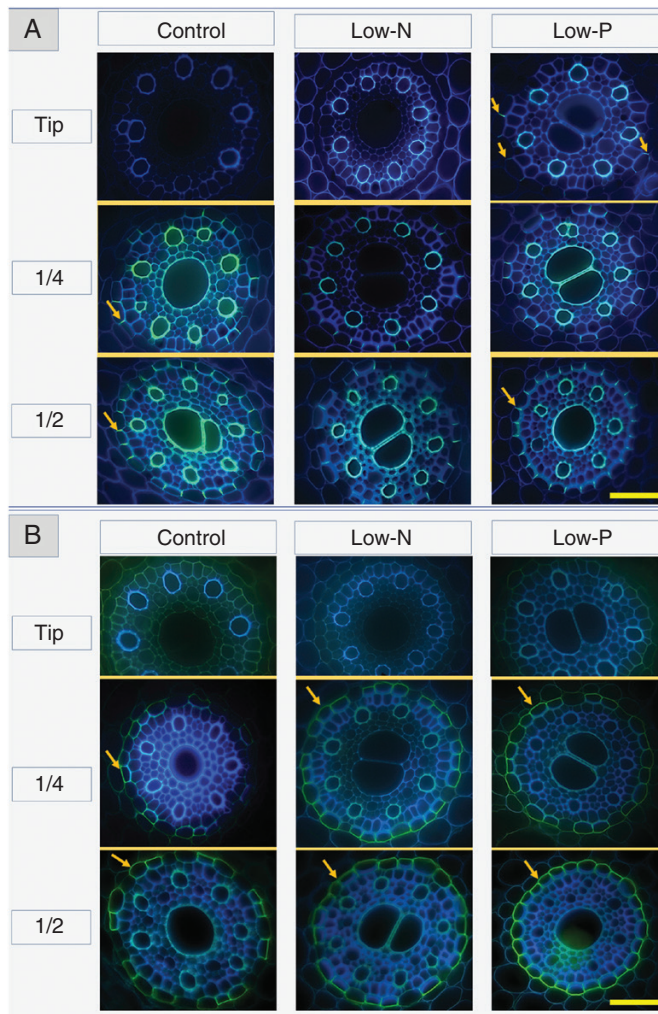 A Control Low-N Low-P
Tip
1/4
1/2
B Control Low-N Low-P
Tip
1/4
1/2